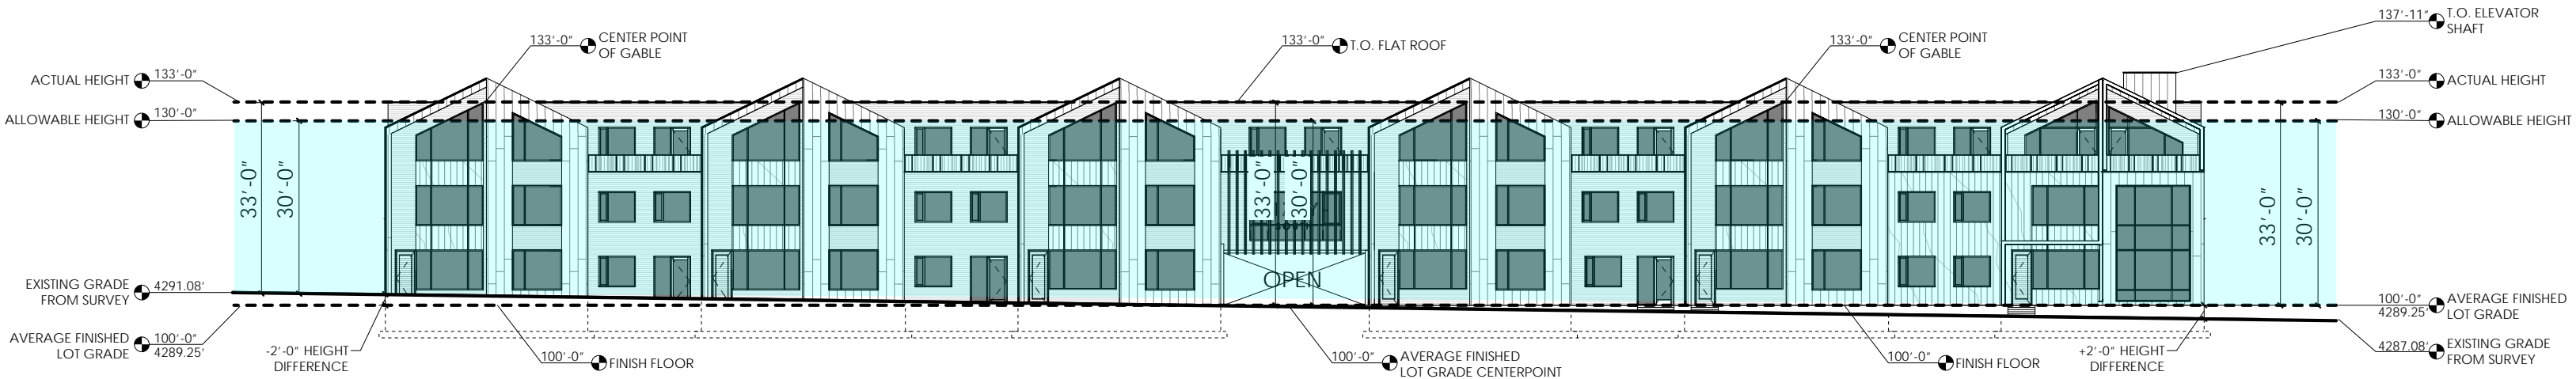 137'-11"
T.O. ELEVATOR
SHAFT
133'-0"
CENTER POINT
OF GABLE
133'-0"
T.O. FLAT ROOF
133'-0"
CENTER POINT
OF GABLE
ACTUAL HEIGHT
133'-0"
133'-0"
ACTUAL HEIGHT
ALLOWABLE HEIGHT
130'-0"
130'-0"
ALLOWABLE HEIGHT
33'-0"
30'-0"
33'-0"
30'-0"
33'-0"
30'-0"
OPEN
EXISTING GRADE
FROM SURVEY
4291.08'
100'-0"
4289.25'
AVERAGE FINISHED
LOT GRADE
AVERAGE FINISHED
LOT GRADE
100'-0"
4289.25'
-2'-0" HEIGHT
DIFFERENCE
100'-0"
FINISH FLOOR
100'-0"
AVERAGE FINISHED
LOT GRADE CENTERPOINT
100'-0"
FINISH FLOOR
+2'-0" HEIGHT
DIFFERENCE
4287.08'
EXISTING GRADE
FROM SURVEY